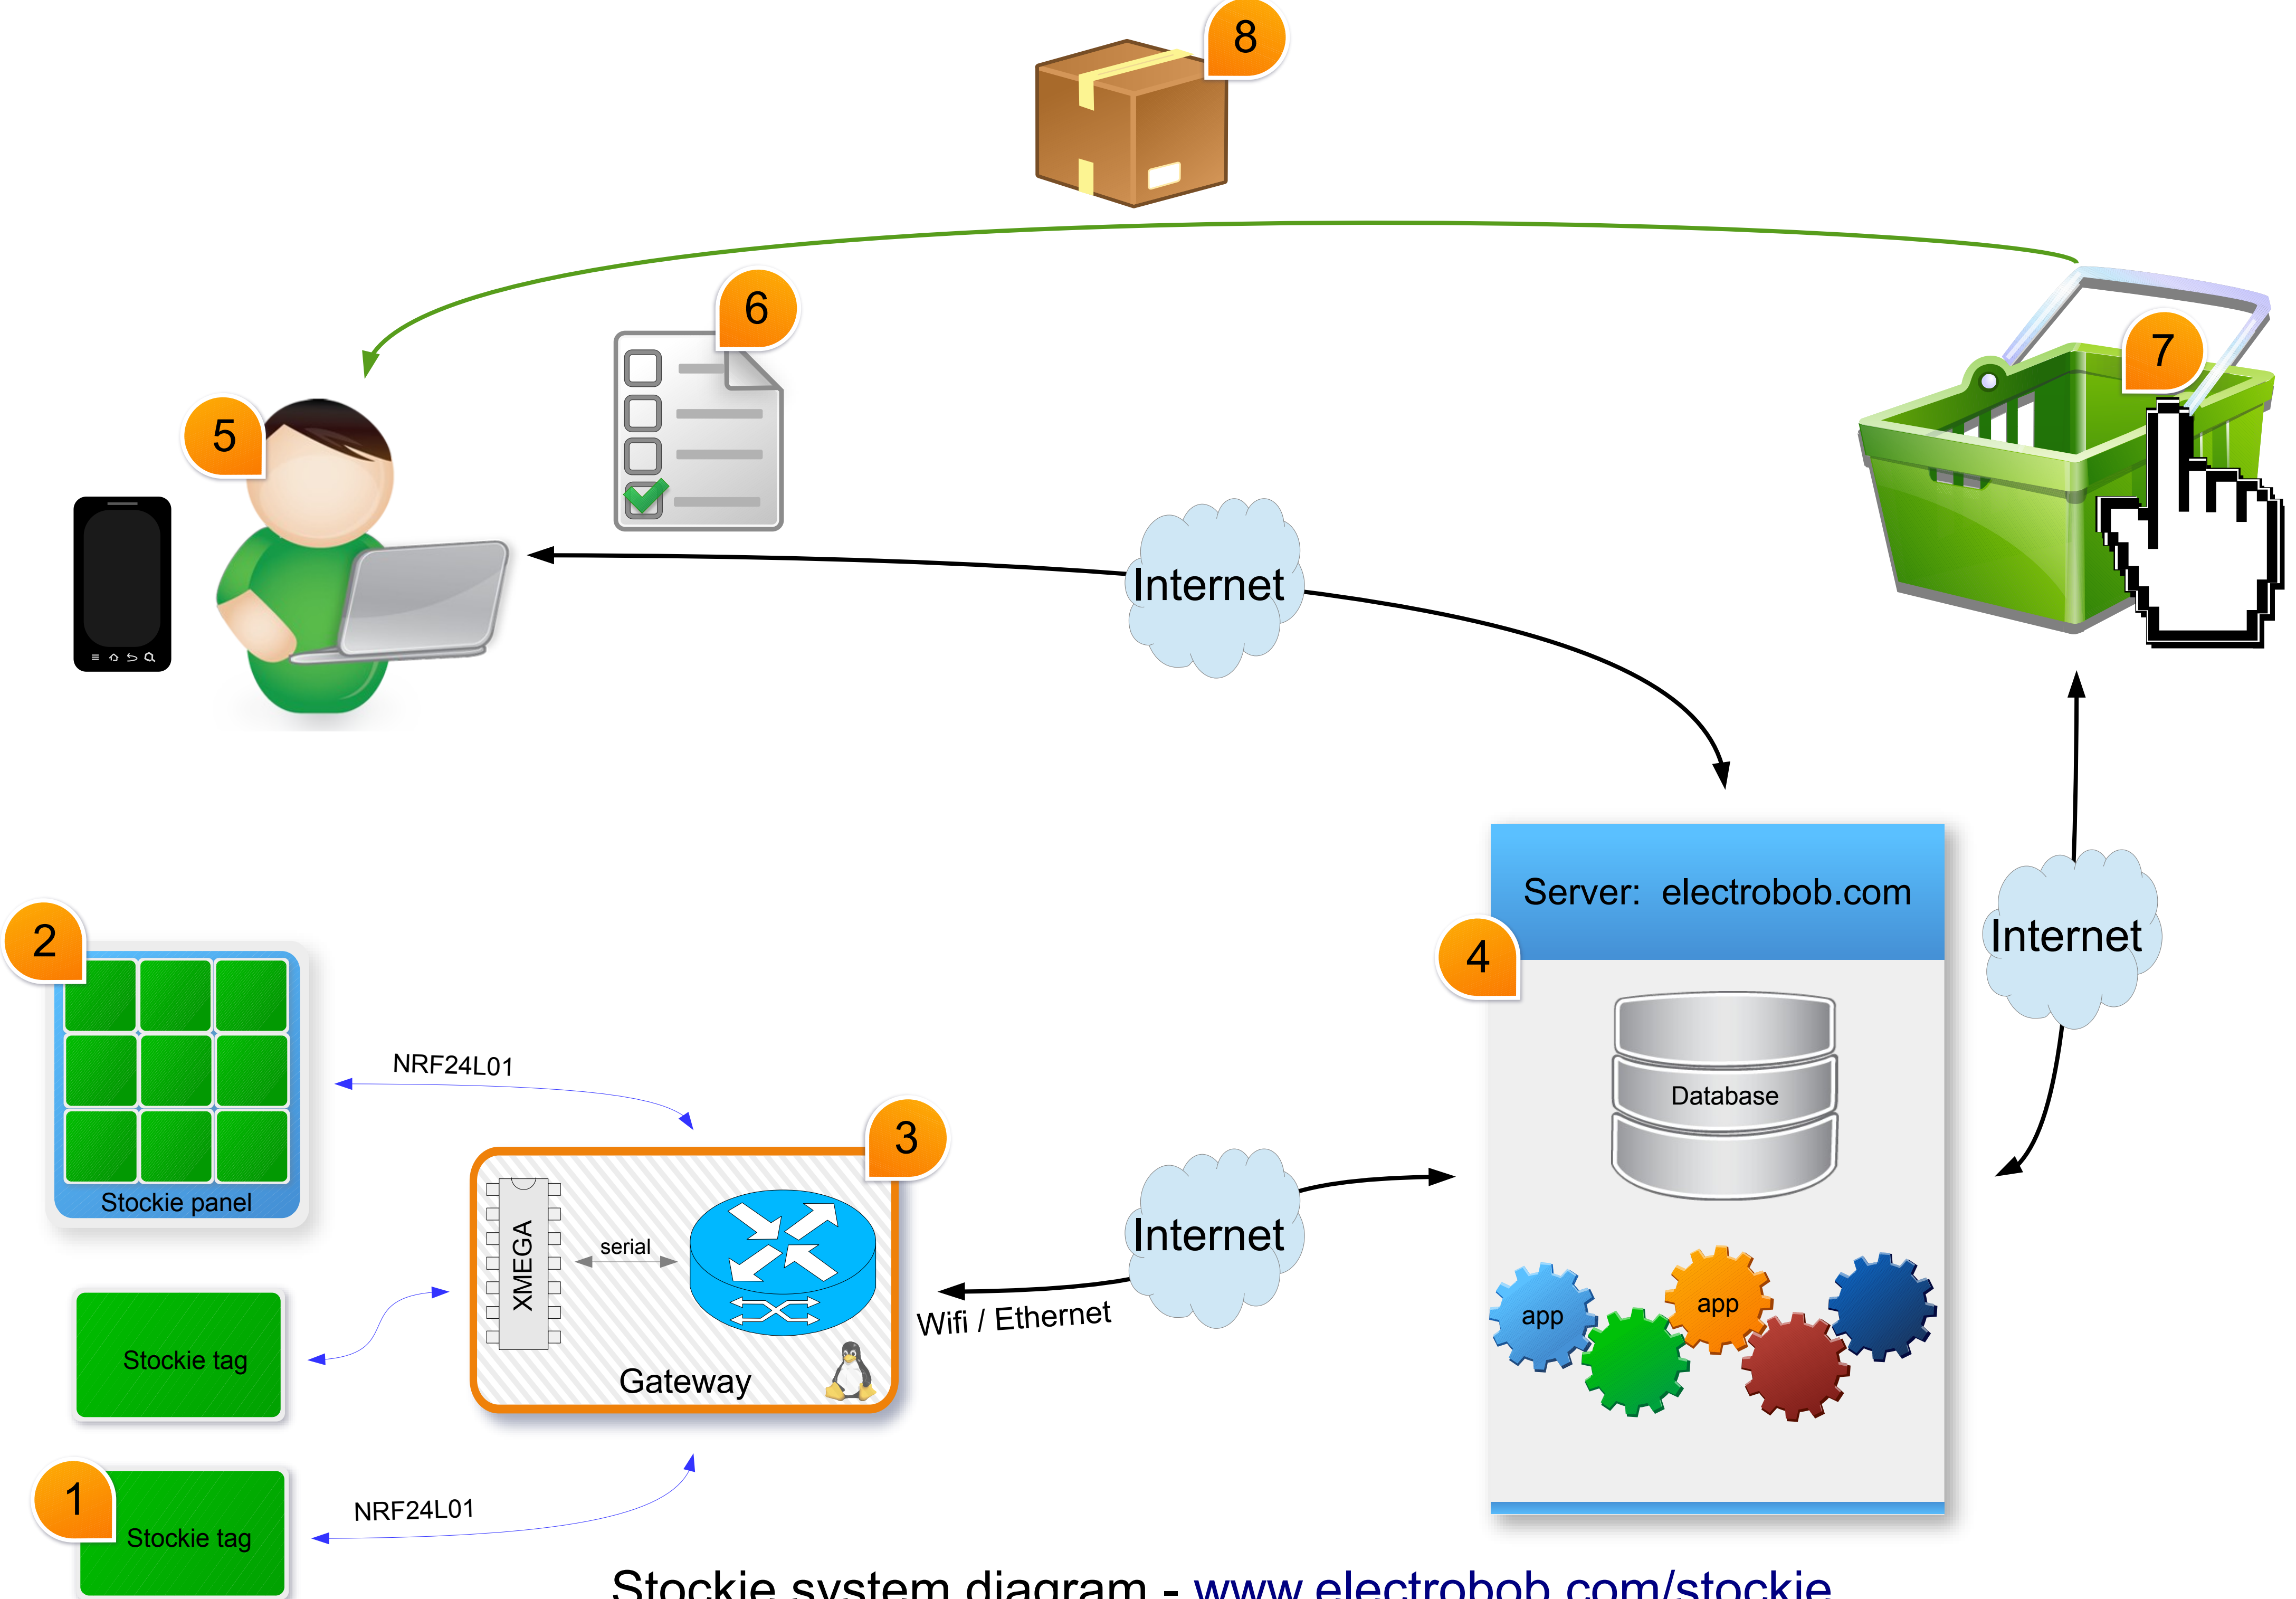 8
6
7
5
Internet
Server: electrobob.com
2
4
Internet
Database
NRF24L01
Stockie panel
3
XMEGA
serial
Internet
Wifi / Ethernet
app
app
Stockie tag
Gateway
1
NRF24L01
Stockie tag
Stockie system diagram - www.electrobob.com/stockie